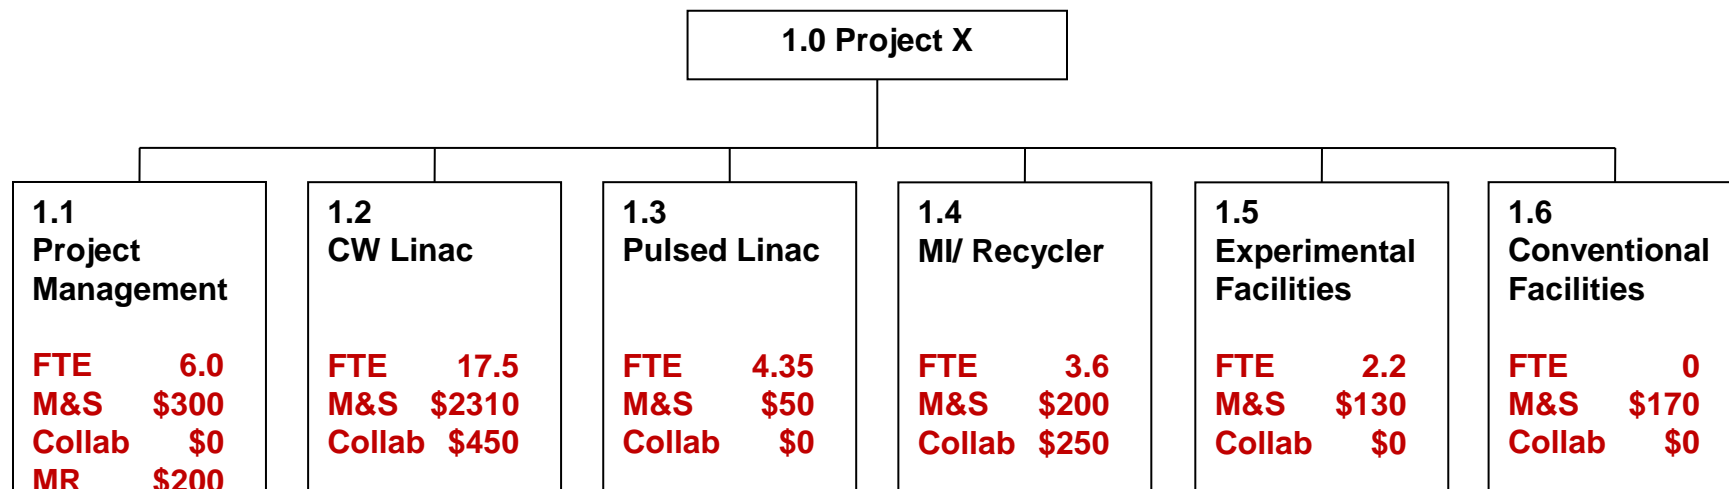 1.0 Project X
1.1
Project
Management
FTE 6.0
M&S $300
Collab $0
MR $200
1.2
CW Linac
FTE 17.5
M&S $2310
Collab $450
1.3
Pulsed Linac
FTE 4.35
M&S $50
Collab $0
1.4
MI/ Recycler
FTE 3.6
M&S $200
Collab $250
1.5
Experimental
Facilities
FTE 2.2
M&S $130
Collab $0
1.6
Conventional
Facilities
FTE 0
M&S $170
Collab $0